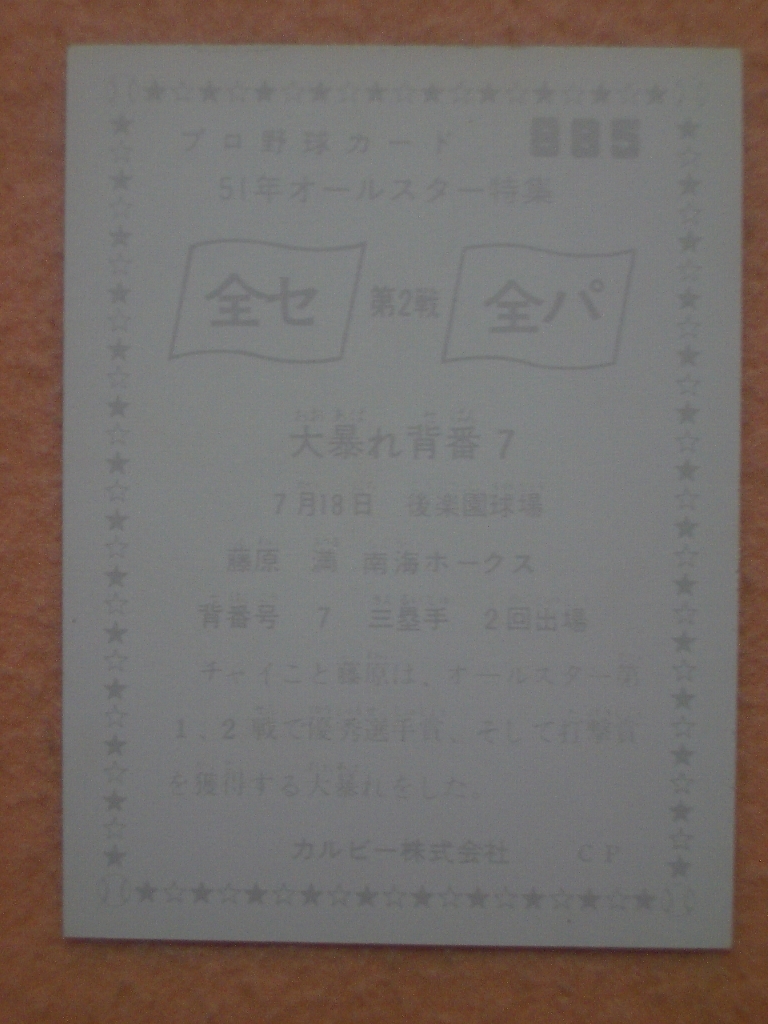 プロ野球カード 885
51年オールスター特集
全セ 第2戦 全パ
大暴れ背番7
7月18日 後楽園球場
藤原 満 南海ホークス
背番号 7 三塁手 2回出場
チャイこと藤原は、オールスター第
1、2戦で優秀選手賞、そして打撃賞
を獲得する大暴れをした。
カルビー株式会社 CF